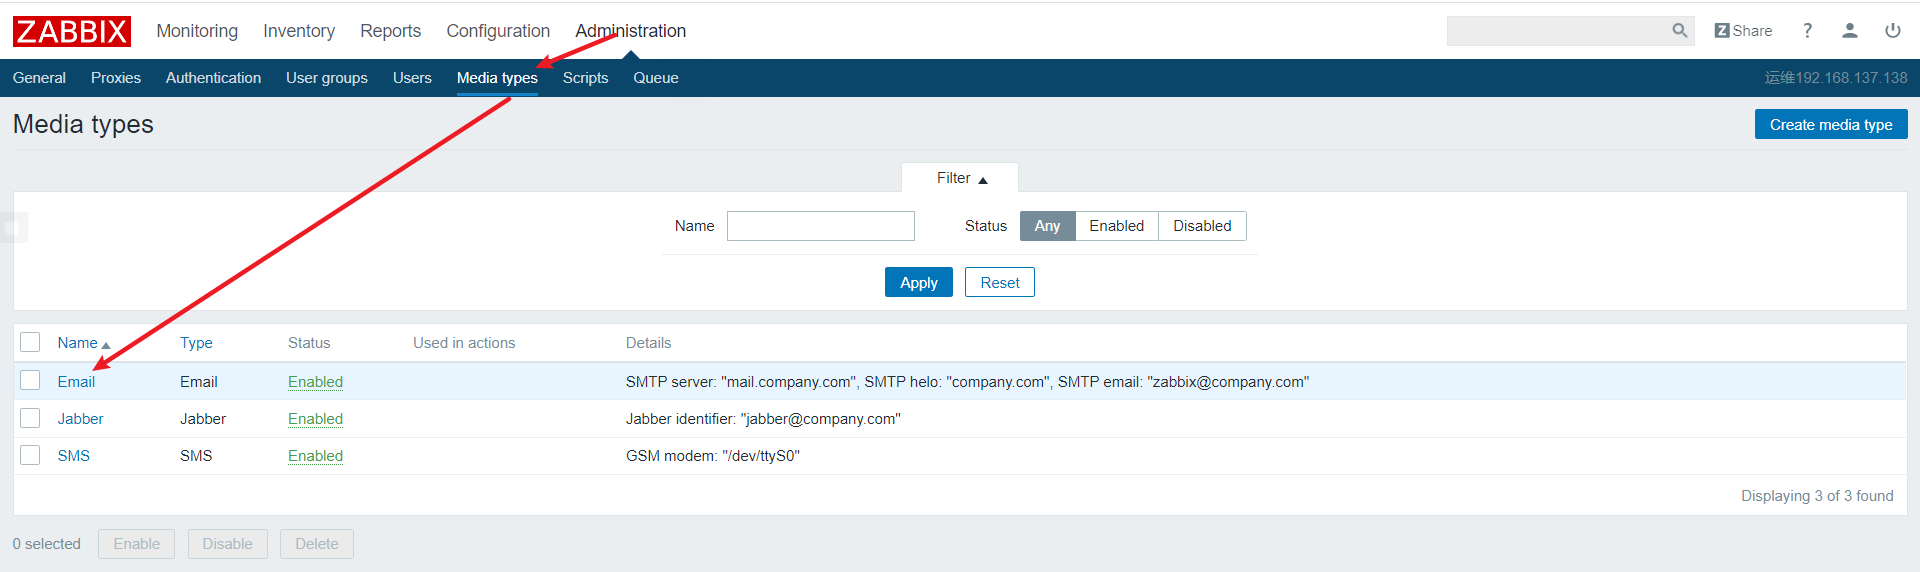 ZABBIX Monitoring Inventory Reports Configuration Administration Z Share ?
General Proxies Authentication User groups Users Media types Scripts Queue 运维192.168.137.138
Media types Create media type
Filter ▲
Name Status Any Enabled Disabled
Apply Reset
Name ▲ Type Status Used in actions Details
Email Email Enabled SMTP server: "mail.company.com", SMTP helo: "company.com", SMTP email: "zabbix@company.com"
Jabber Jabber Enabled Jabber identifier: "jabber@company.com"
SMS SMS Enabled GSM modem: "/dev/ttyS0"
Displaying 3 of 3 found
0 selected Enable Disable Delete